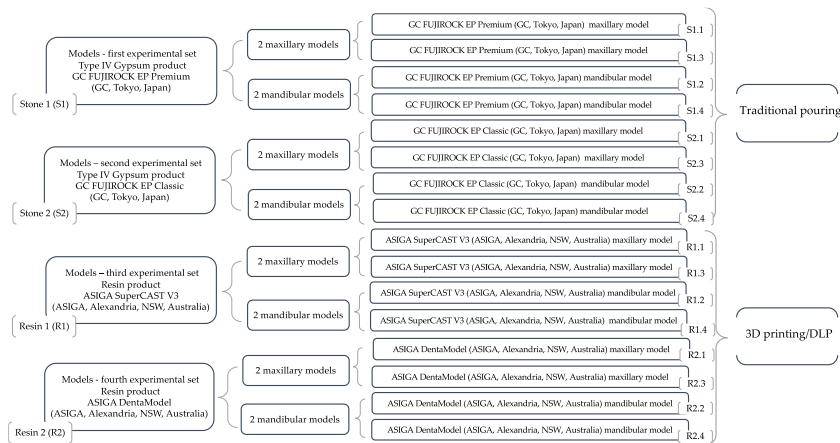 Models - first experimental set
Type IV Gypsum product
GC FUJIROCK EP Premium
(GC, Tokyo, Japan)
Stone 1 (S1)
2 maxillary models
2 mandibular models
GC FUJIROCK EP Premium (GC, Tokyo, Japan) maxillary model
S1.1
GC FUJIROCK EP Premium (GC, Tokyo, Japan) maxillary model
S1.3
GC FUJIROCK EP Premium (GC, Tokyo, Japan) mandibular model
S1.2
GC FUJIROCK EP Premium (GC, Tokyo, Japan) mandibular model
S1.4
Models – second experimental set
Type IV Gypsum product
GC FUJIROCK EP Classic
(GC, Tokyo, Japan)
Stone 2 (S2)
2 maxillary models
2 mandibular models
GC FUJIROCK EP Classic (GC, Tokyo, Japan) maxillary model
S2.1
GC FUJIROCK EP Classic (GC, Tokyo, Japan) maxillary model
S2.3
GC FUJIROCK EP Classic (GC, Tokyo, Japan) mandibular model
S2.2
GC FUJIROCK EP Classic (GC, Tokyo, Japan) mandibular model
S2.4
Traditional pouring
Models – third experimental set
Resin product
ASIGA SuperCAST V3
(ASIGA, Alexandria, NSW, Australia)
Resin 1 (R1)
2 maxillary models
2 mandibular models
ASIGA SuperCAST V3 (ASIGA, Alexandria, NSW, Australia) maxillary model
R1.1
ASIGA SuperCAST V3 (ASIGA, Alexandria, NSW, Australia) maxillary model
R1.3
ASIGA SuperCAST V3 (ASIGA, Alexandria, NSW, Australia) mandibular model
R1.2
ASIGA SuperCAST V3 (ASIGA, Alexandria, NSW, Australia) mandibular model
R1.4
Models - fourth experimental set
Resin product
ASIGA DentaModel
(ASIGA, Alexandria, NSW, Australia)
Resin 2 (R2)
2 maxillary models
2 mandibular models
ASIGA DentaModel (ASIGA, Alexandria, NSW, Australia) maxillary model
R2.1
ASIGA DentaModel (ASIGA, Alexandria, NSW, Australia) maxillary model
R2.3
ASIGA DentaModel (ASIGA, Alexandria, NSW, Australia) mandibular model
R2.2
ASIGA DentaModel (ASIGA, Alexandria, NSW, Australia) mandibular model
R2.4
3D printing/DLP